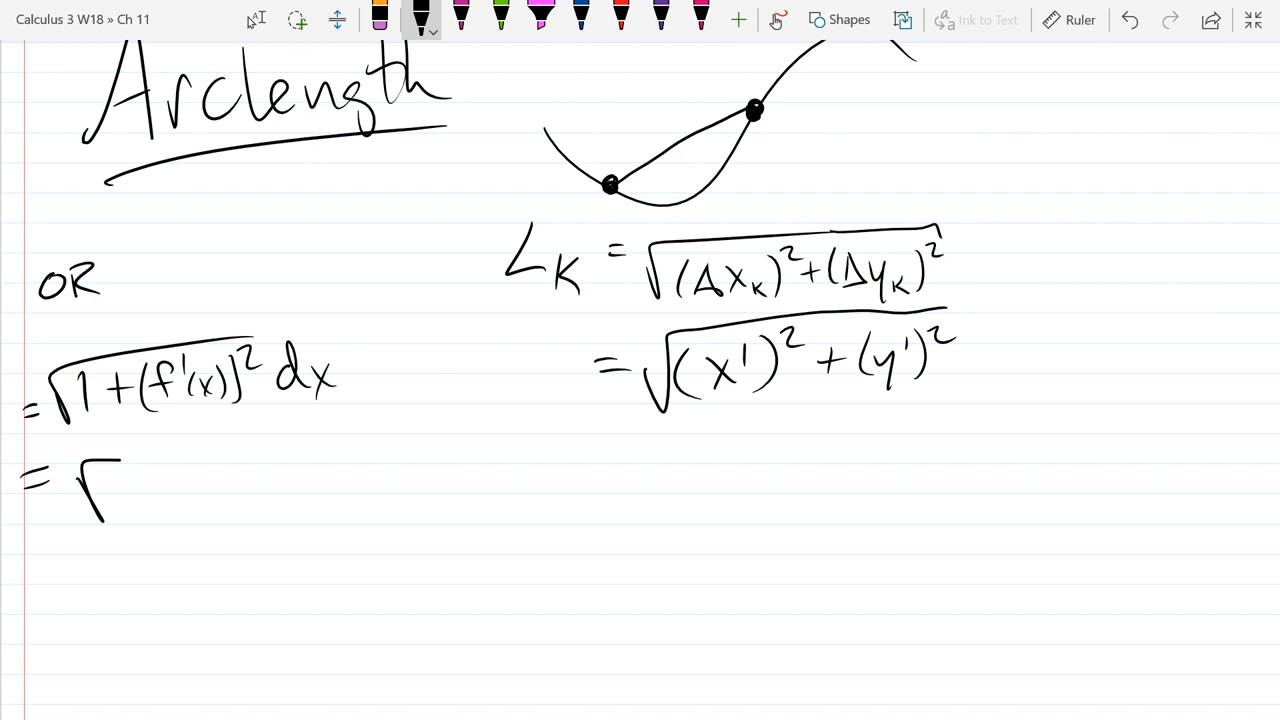 Calculus 3 W18 » Ch 11
Shapes
Ink to Text
Ruler
Arclength
L_K = √((Δx_K)² + (Δy_K)²)
= √((x')² + (y')²)
OR
= √(1 + (f'(x)]²) dx
= √